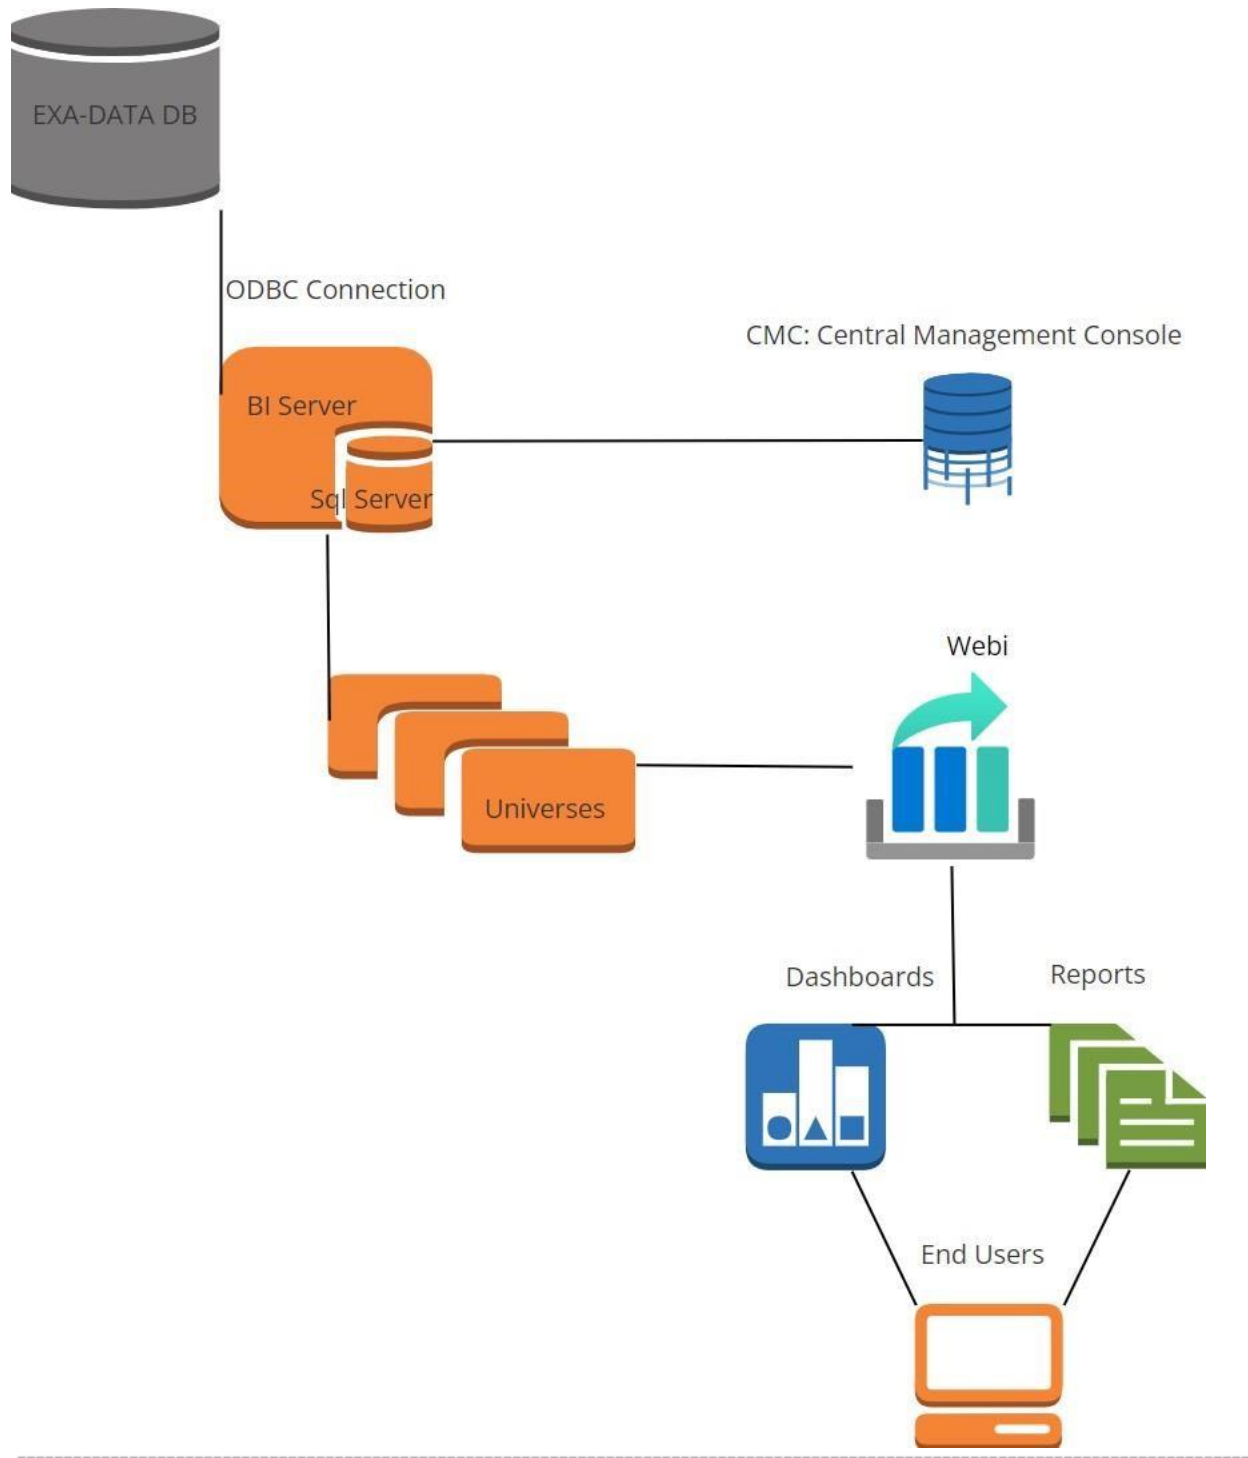 EXA-DATA DB
ODBC Connection
CMC: Central Management Console
BI Server
Sql Server
Webi
Universes
Dashboards
Reports
End Users